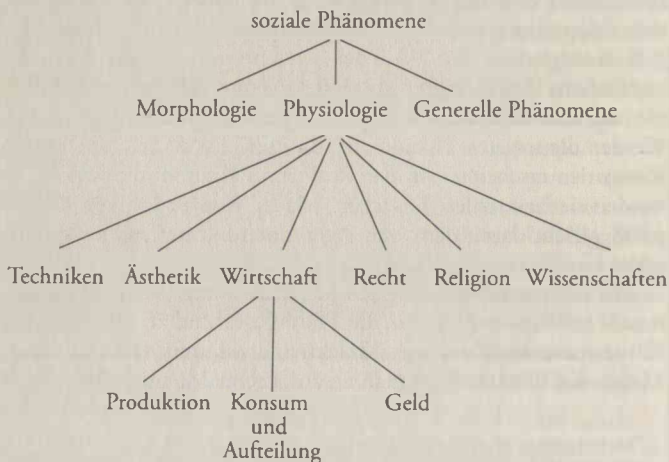 soziale Phänomene
Morphologie Physiologie Generelle Phänomene
Techniken Ästhetik Wirtschaft Recht Religion Wissenschaften
Produktion Konsum Geld
und
Aufteilung